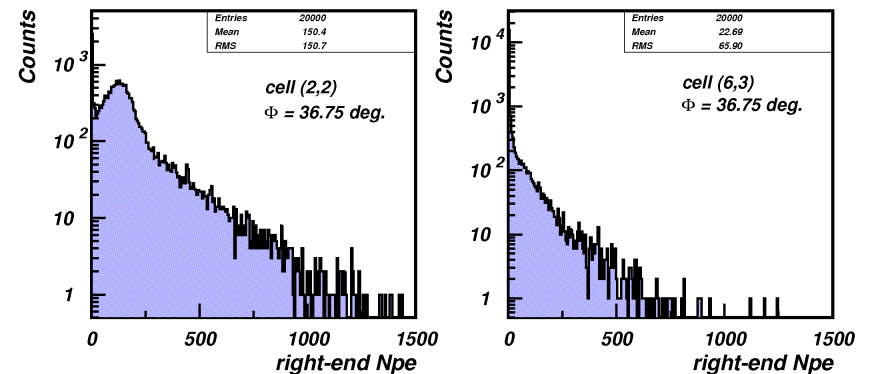 Counts
Entries 20000
Mean 150.4
RMS 150.7
cell (2,2)
Φ = 36.75 deg.
10 3
10 2
10
1
0 500 1000 1500
right-end Npe
Counts
Entries 20000
Mean 22.69
RMS 65.90
cell (6,3)
Φ = 36.75 deg.
10 4
10 3
10 2
10
1
0 500 1000 1500
right-end Npe